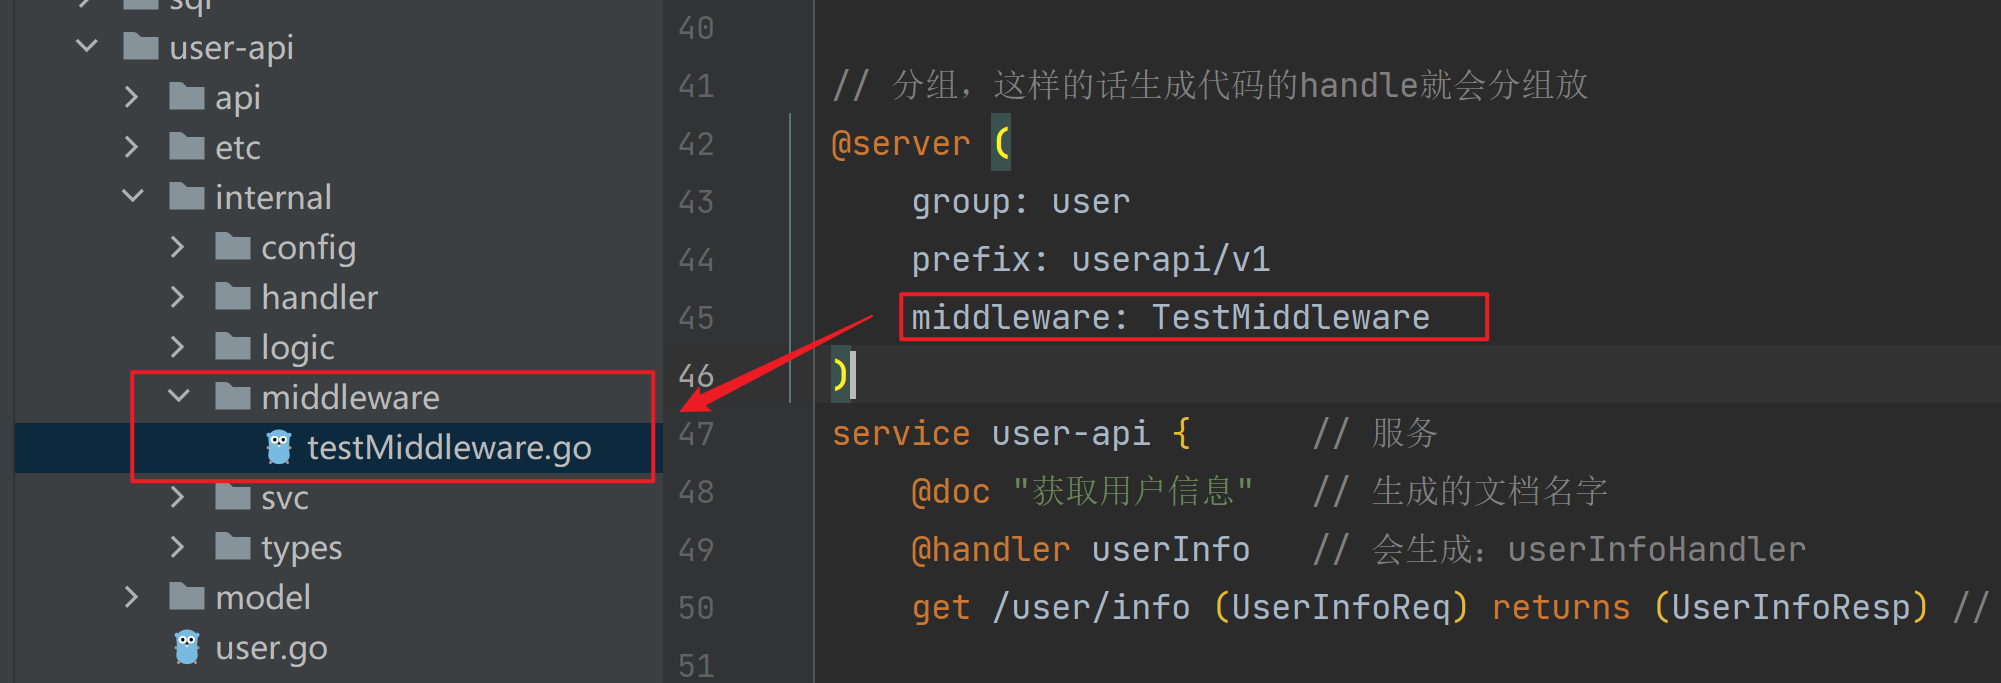 sql
user-api
api
etc
internal
config
handler
logic
middleware
testMiddleware.go
svc
types
model
user.go
40
41 // 分组，这样的话生成代码的handle就会分组放
42 @server (
43 group: user
44 prefix: userapi/v1
45 middleware: TestMiddleware
46 )
47 service user-api { // 服务
48 @doc "获取用户信息" // 生成的文档名字
49 @handler userInfo // 会生成：userInfoHandler
50 get /user/info (UserInfoReq) returns (UserInfoResp) //
51